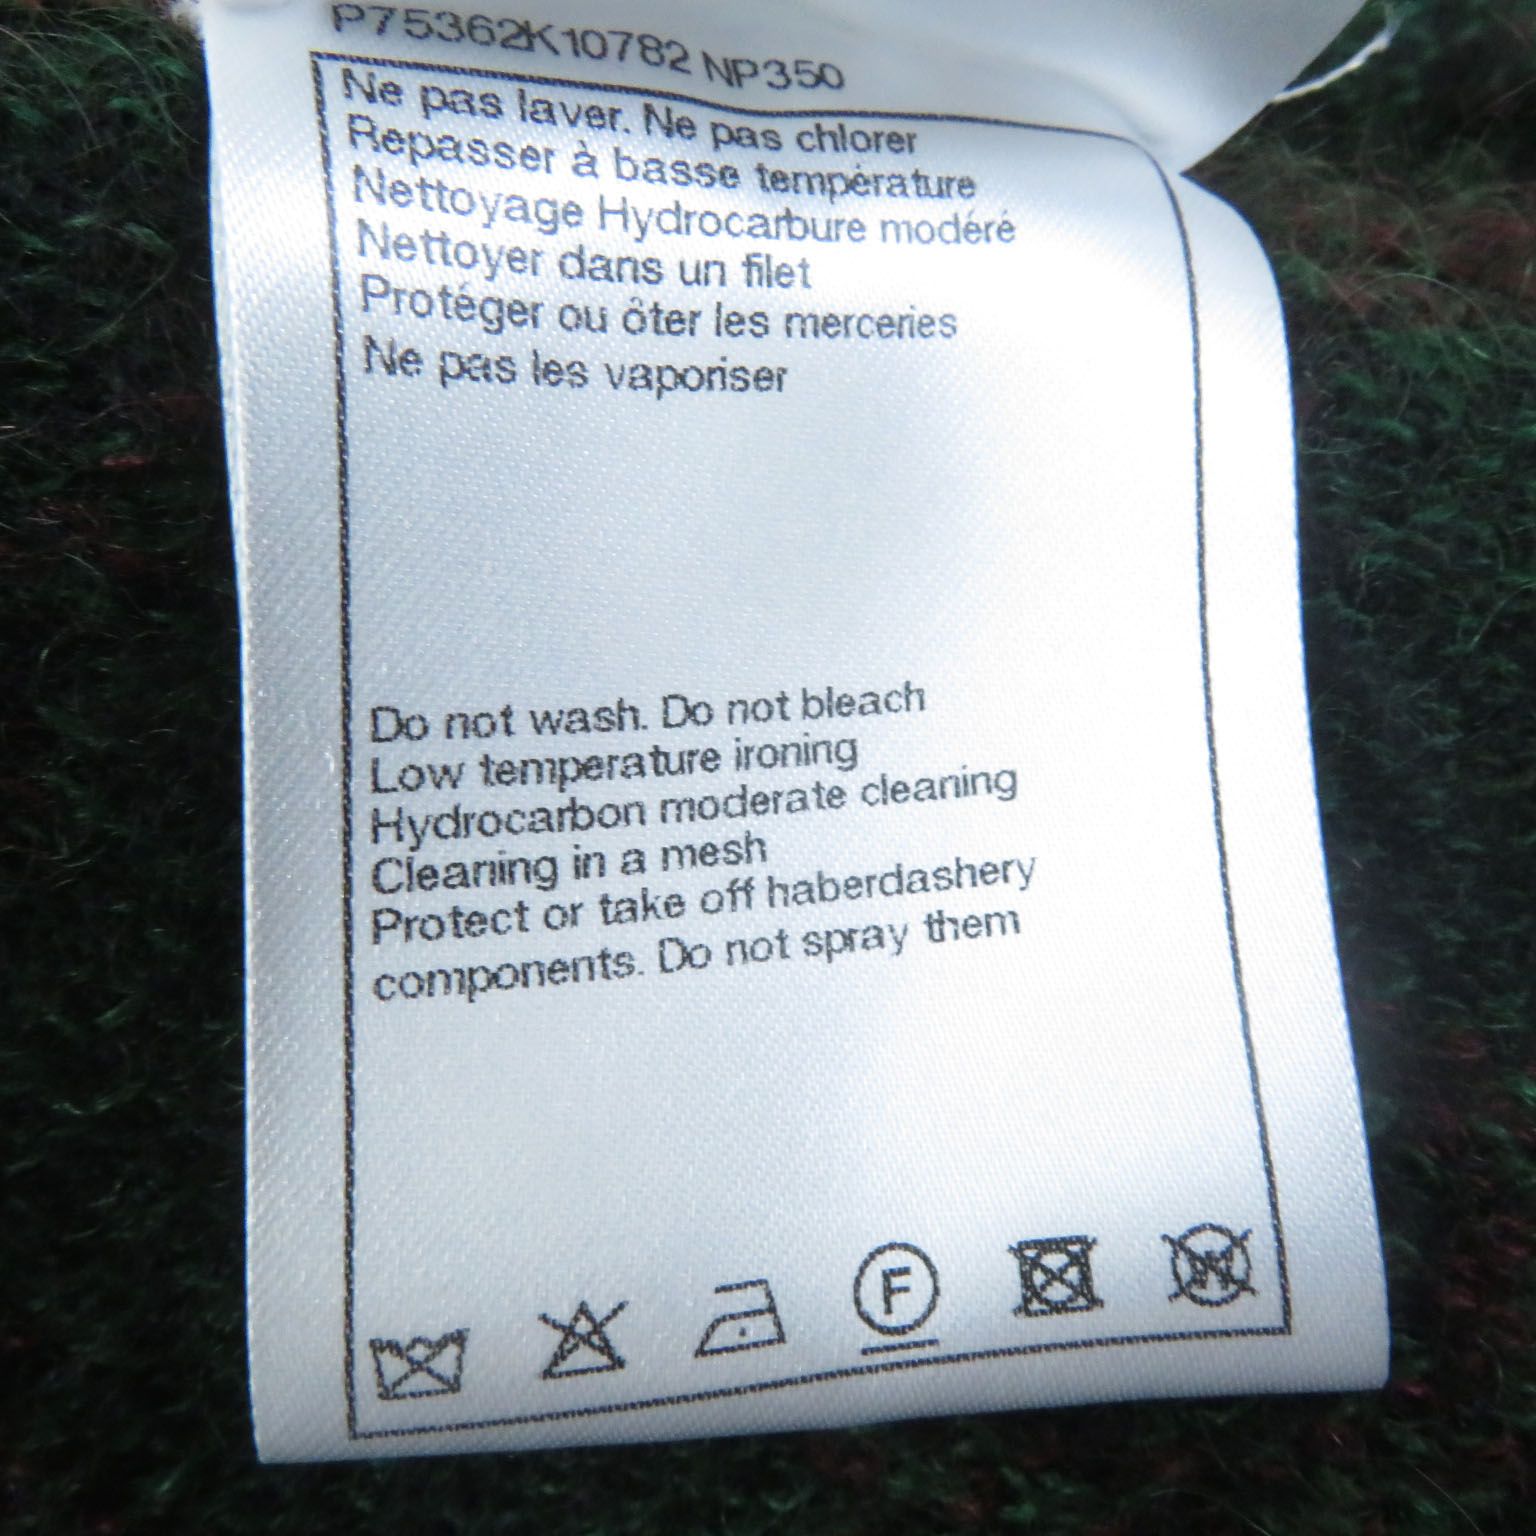 P75362K10782 NP350
Ne pas laver. Ne pas chlorer
Repasser à basse température
Nettoyage Hydrocarbure modéré
Nettoyer dans un filet
Protéger ou ôter les merceries
Ne pas les vaporiser
Do not wash. Do not bleach
Low temperature ironing
Hydrocarbon moderate cleaning
Cleaning in a mesh
Protect or take off haberdashery
components. Do not spray them
F W